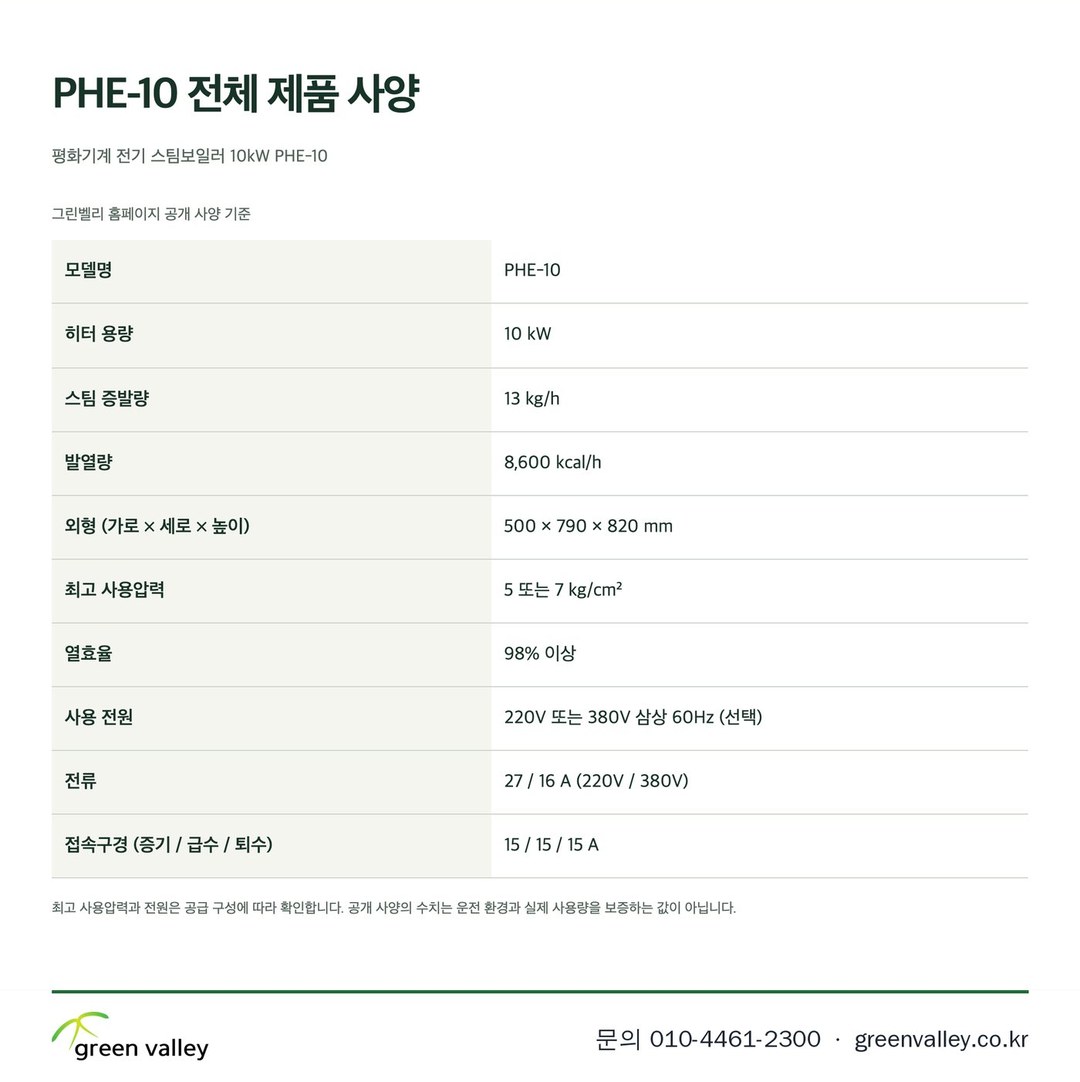 PHE-10 전체 제품 사양
평화기계 전기 스팀보일러 10kW PHE-10
그린벨리 홈페이지 공개 사양 기준
모델명 PHE-10
히터 용량 10 kW
스팀 증발량 13 kg/h
발열량 8,600 kcal/h
외형 (가로 × 세로 × 높이) 500 × 790 × 820 mm
최고 사용압력 5 또는 7 kg/cm²
열효율 98% 이상
사용 전원 220V 또는 380V 삼상 60Hz (선택)
전류 27 / 16 A (220V / 380V)
접속구경 (증기 / 급수 / 퇴수) 15 / 15 / 15 A
최고 사용압력과 전원은 공급 구성에 따라 확인합니다. 공개 사양의 수치는 운전 환경과 실제 사용량을 보증하는 값이 아닙니다.
green valley
문의 010-4461-2300 · greenvalley.co.kr